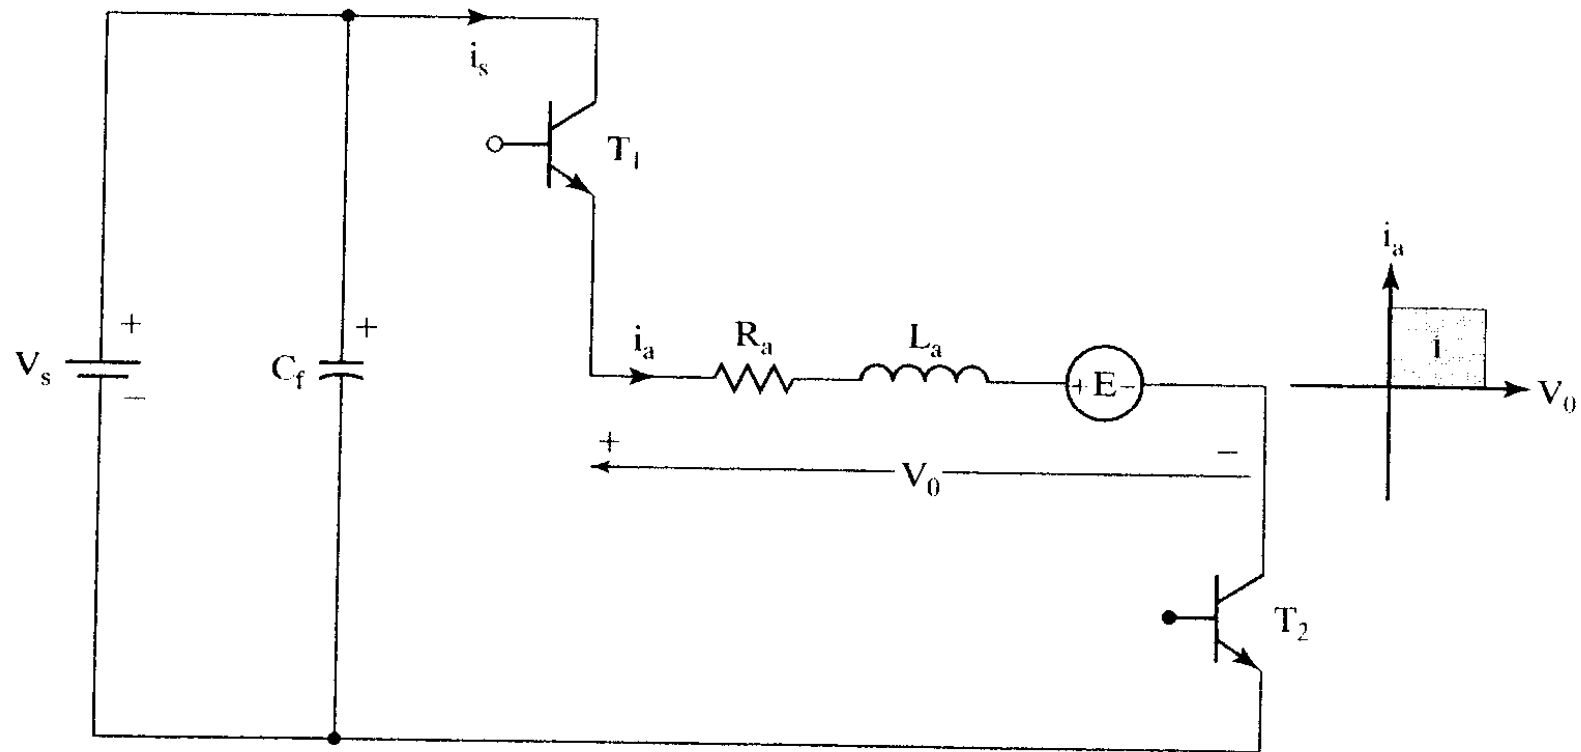 i_s
T_1
i_a
+
+
V_s
C_f
−
i_a
R_a
L_a
+ E −
i
V_0
+
−
V_0
T_2